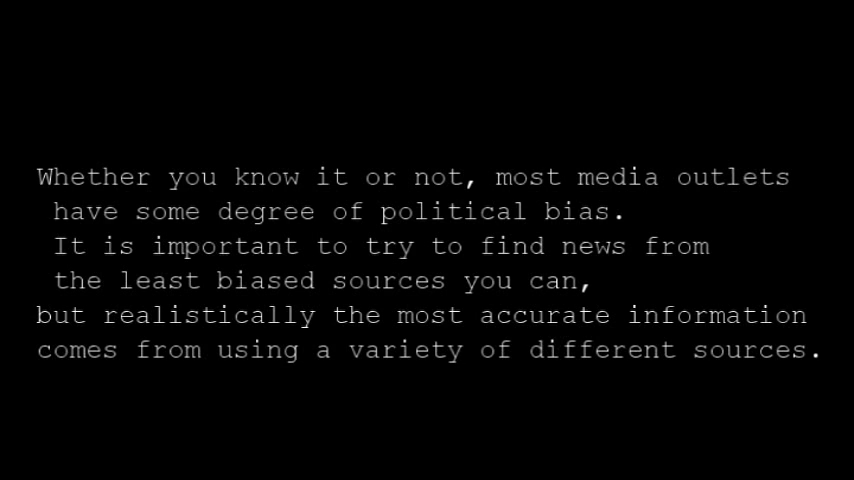 Whether you know it or not, most media outlets
have some degree of political bias.
It is important to try to find news from
the least biased sources you can,
but realistically the most accurate information
comes from using a variety of different sources.